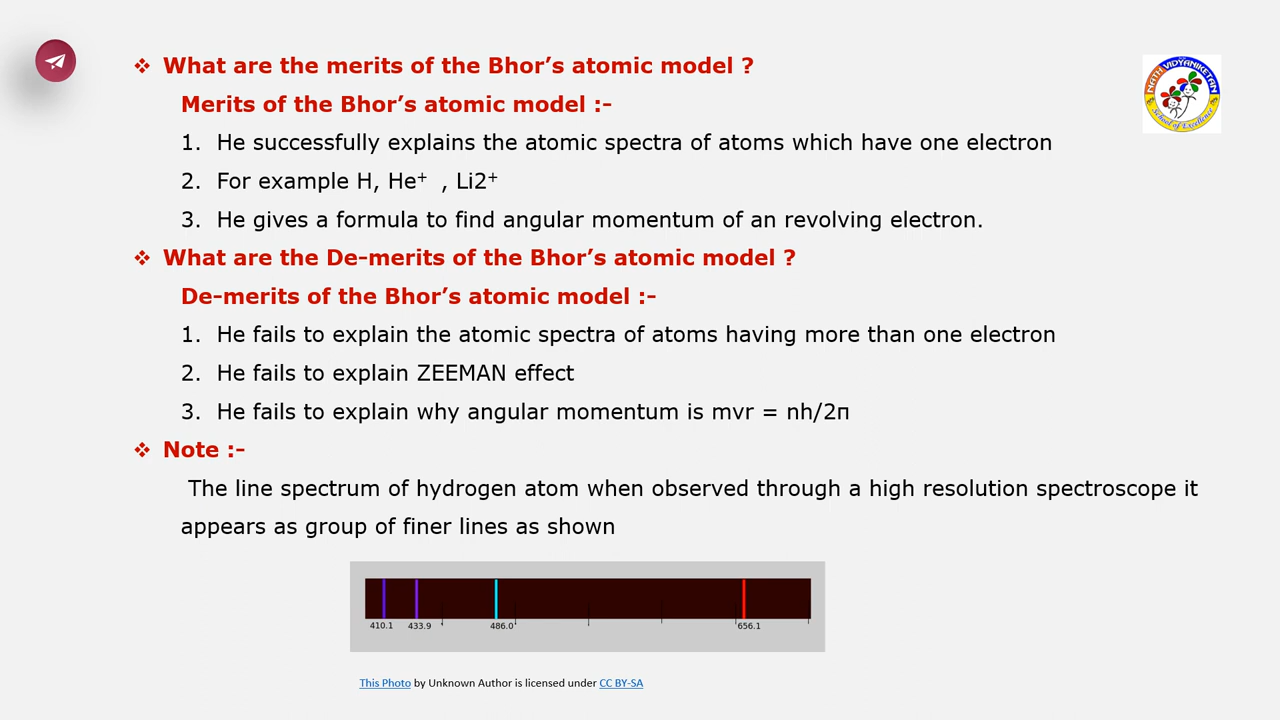 ❖ What are the merits of the Bhor’s atomic model ?
Merits of the Bhor’s atomic model :-
1. He successfully explains the atomic spectra of atoms which have one electron
2. For example H, He⁺ , Li2⁺
3. He gives a formula to find angular momentum of an revolving electron.
❖ What are the De-merits of the Bhor’s atomic model ?
De-merits of the Bhor’s atomic model :-
1. He fails to explain the atomic spectra of atoms having more than one electron
2. He fails to explain ZEEMAN effect
3. He fails to explain why angular momentum is mvr = nh/2π
❖ Note :-
The line spectrum of hydrogen atom when observed through a high resolution spectroscope it
appears as group of finer lines as shown
410.1 433.9 486.0 656.1
This Photo by Unknown Author is licensed under CC BY-SA
NATH VIDYANIKETAN
School of Excellence